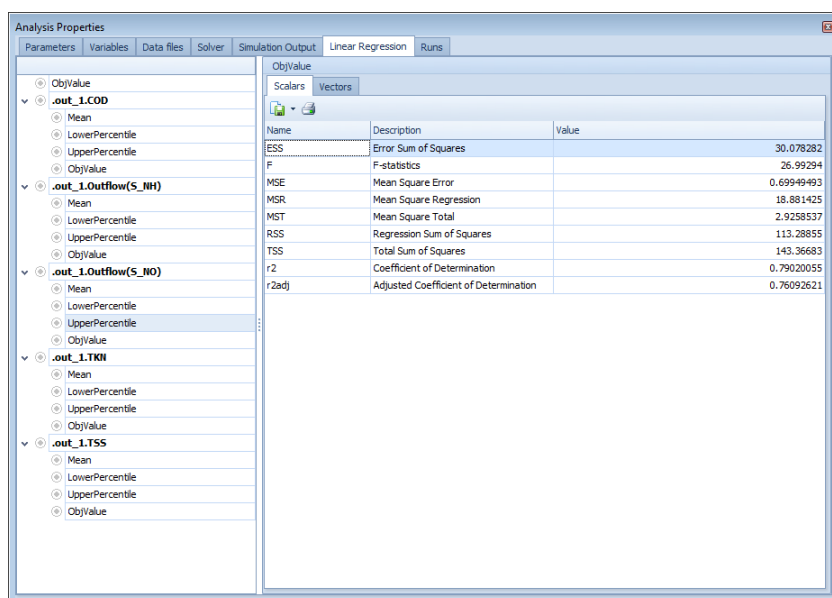 Analysis Properties
Parameters Variables Data files Solver Simulation Output Linear Regression Runs
ObjValue
.out_1.COD
Mean
LowerPercentile
UpperPercentile
ObjValue
.out_1.Outflow(S_NH)
Mean
LowerPercentile
UpperPercentile
ObjValue
.out_1.Outflow(S_NO)
Mean
LowerPercentile
UpperPercentile
ObjValue
.out_1.TKN
Mean
LowerPercentile
UpperPercentile
ObjValue
.out_1.TSS
Mean
LowerPercentile
UpperPercentile
ObjValue
ObjValue
Scalars Vectors
Name Description Value
ESS Error Sum of Squares 30.078282
F F-statistics 26.99294
MSE Mean Square Error 0.69949493
MSR Mean Square Regression 18.881425
MST Mean Square Total 2.9258537
RSS Regression Sum of Squares 113.28855
TSS Total Sum of Squares 143.36683
r2 Coefficient of Determination 0.79020055
r2adj Adjusted Coefficient of Determination 0.76092621